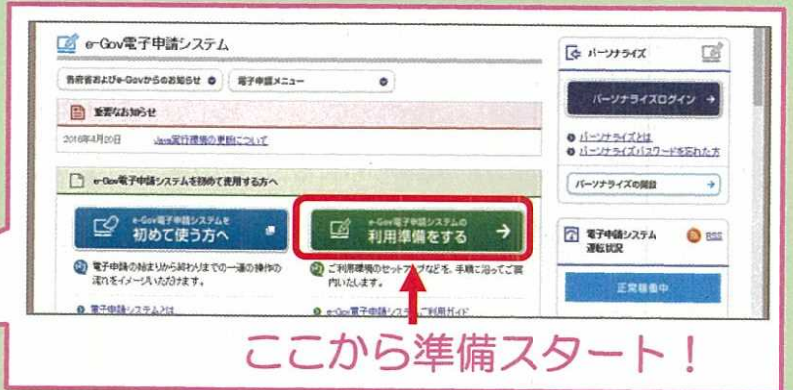 e-Gov電子申請システム
各府省およびe-Govからのお知らせ
電子申請メニュー
重要なお知らせ
2016年4月20日 Java実行環境の更新について
e-Gov電子申請システムを初めて使用する方へ
e-Gov電子申請システムを
初めて使う方へ
e-Gov電子申請システムの
利用準備をする
電子申請の始まりから終わりまでの一連の操作の
流れをイメージいただけます。
ご利用環境のセットアップなどを、手順に沿ってご案
内いたします。
電子申請システムとは
e-Gov電子申請システムご利用ガイド
パーソナライズ
パーソナライズログイン
パーソナライズとは
パーソナライズパスワードを忘れた方
パーソナライズの開設
電子申請システム
運転状況
RSS
正常稼働中
ここから準備スタート！